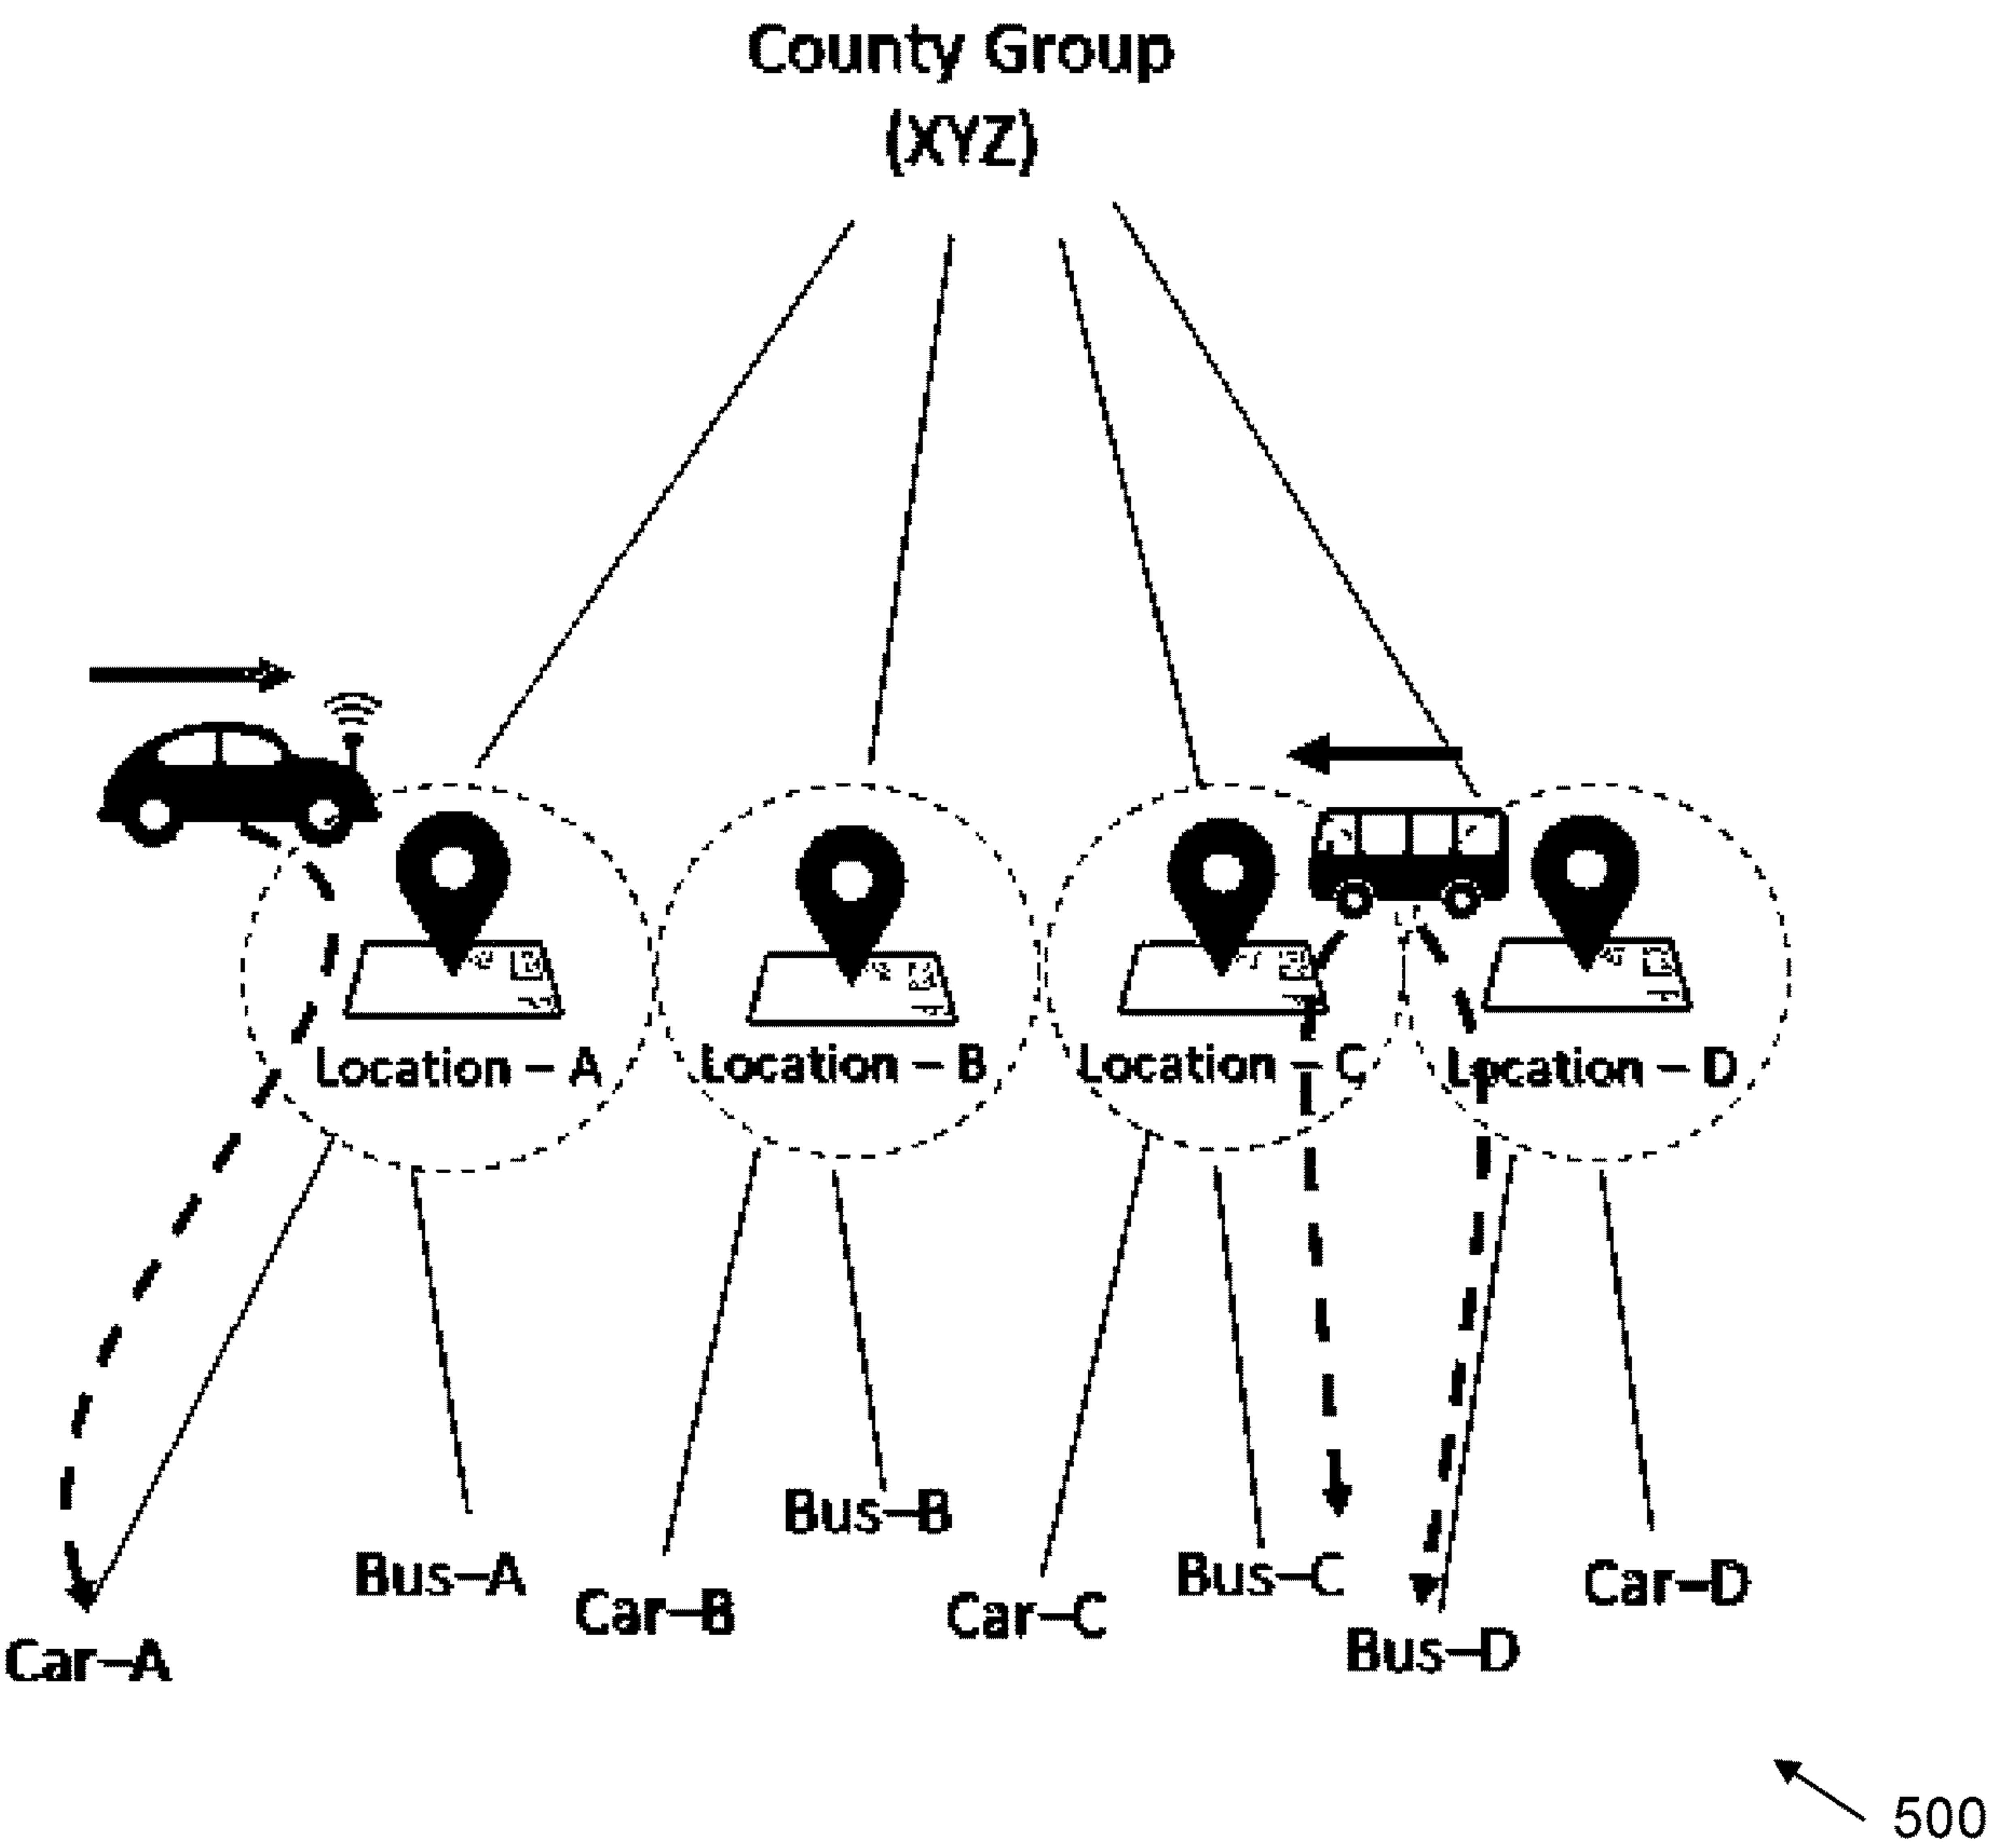 County Group
(XYZ)
Location – A
Location – B
Location – C
Location – D
Bus–B
Bus–A
Bus–C
Car–D
Car–B
Car–C
Car–A
Bus–D
500